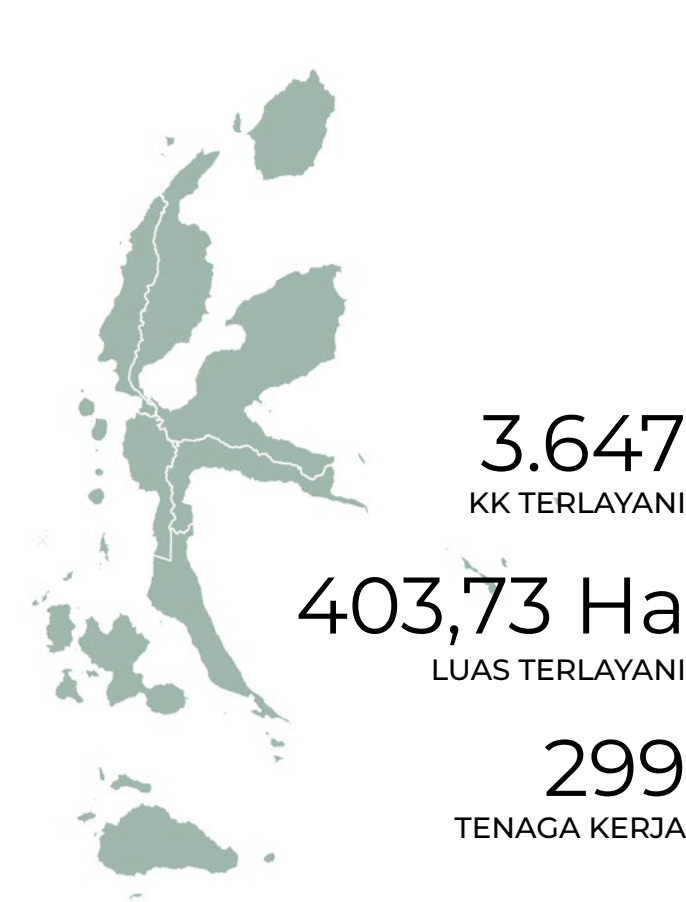 3.647
KK TERLAYANI
403,73 Ha
LUAS TERLAYANI
299
TENAGA KERJA